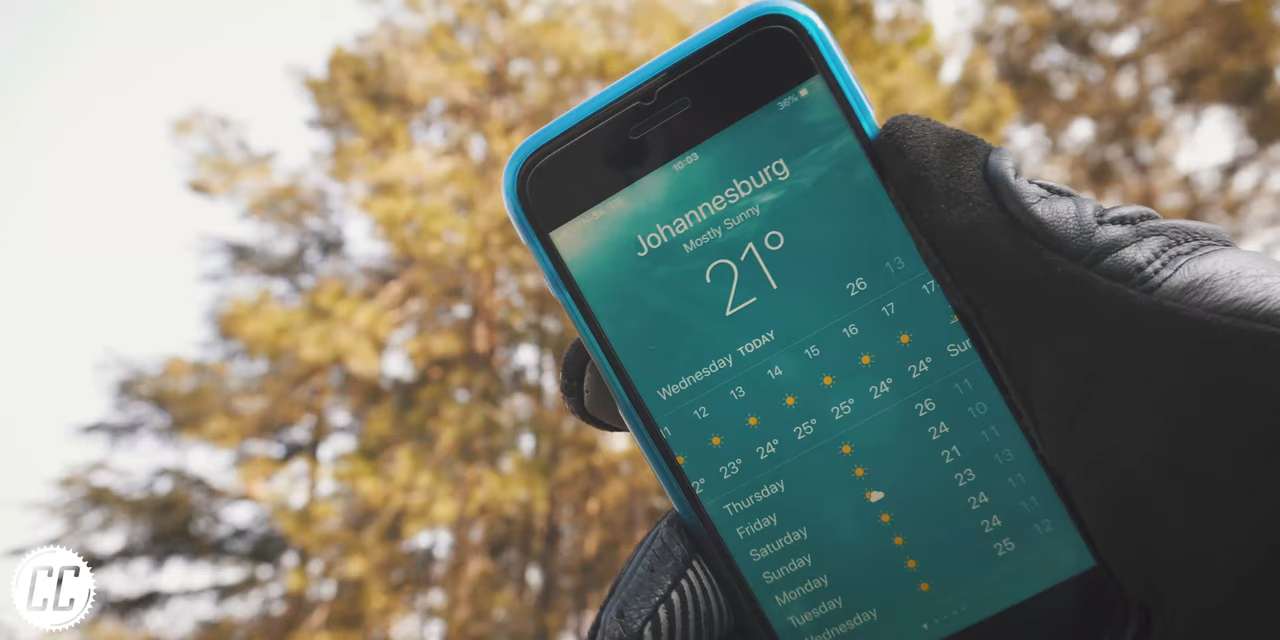 10:03
36%
Johannesburg
Mostly Sunny
21°
Wednesday TODAY 26 13
12 13 14 15 16 17 17
23° 24° 25° 25° 24° 24° Sun
Thursday 26 11
Friday 24 10
Saturday 21 11
Sunday 23 13
Monday 24 11
Tuesday 24 11
Wednesday 25 12
CC